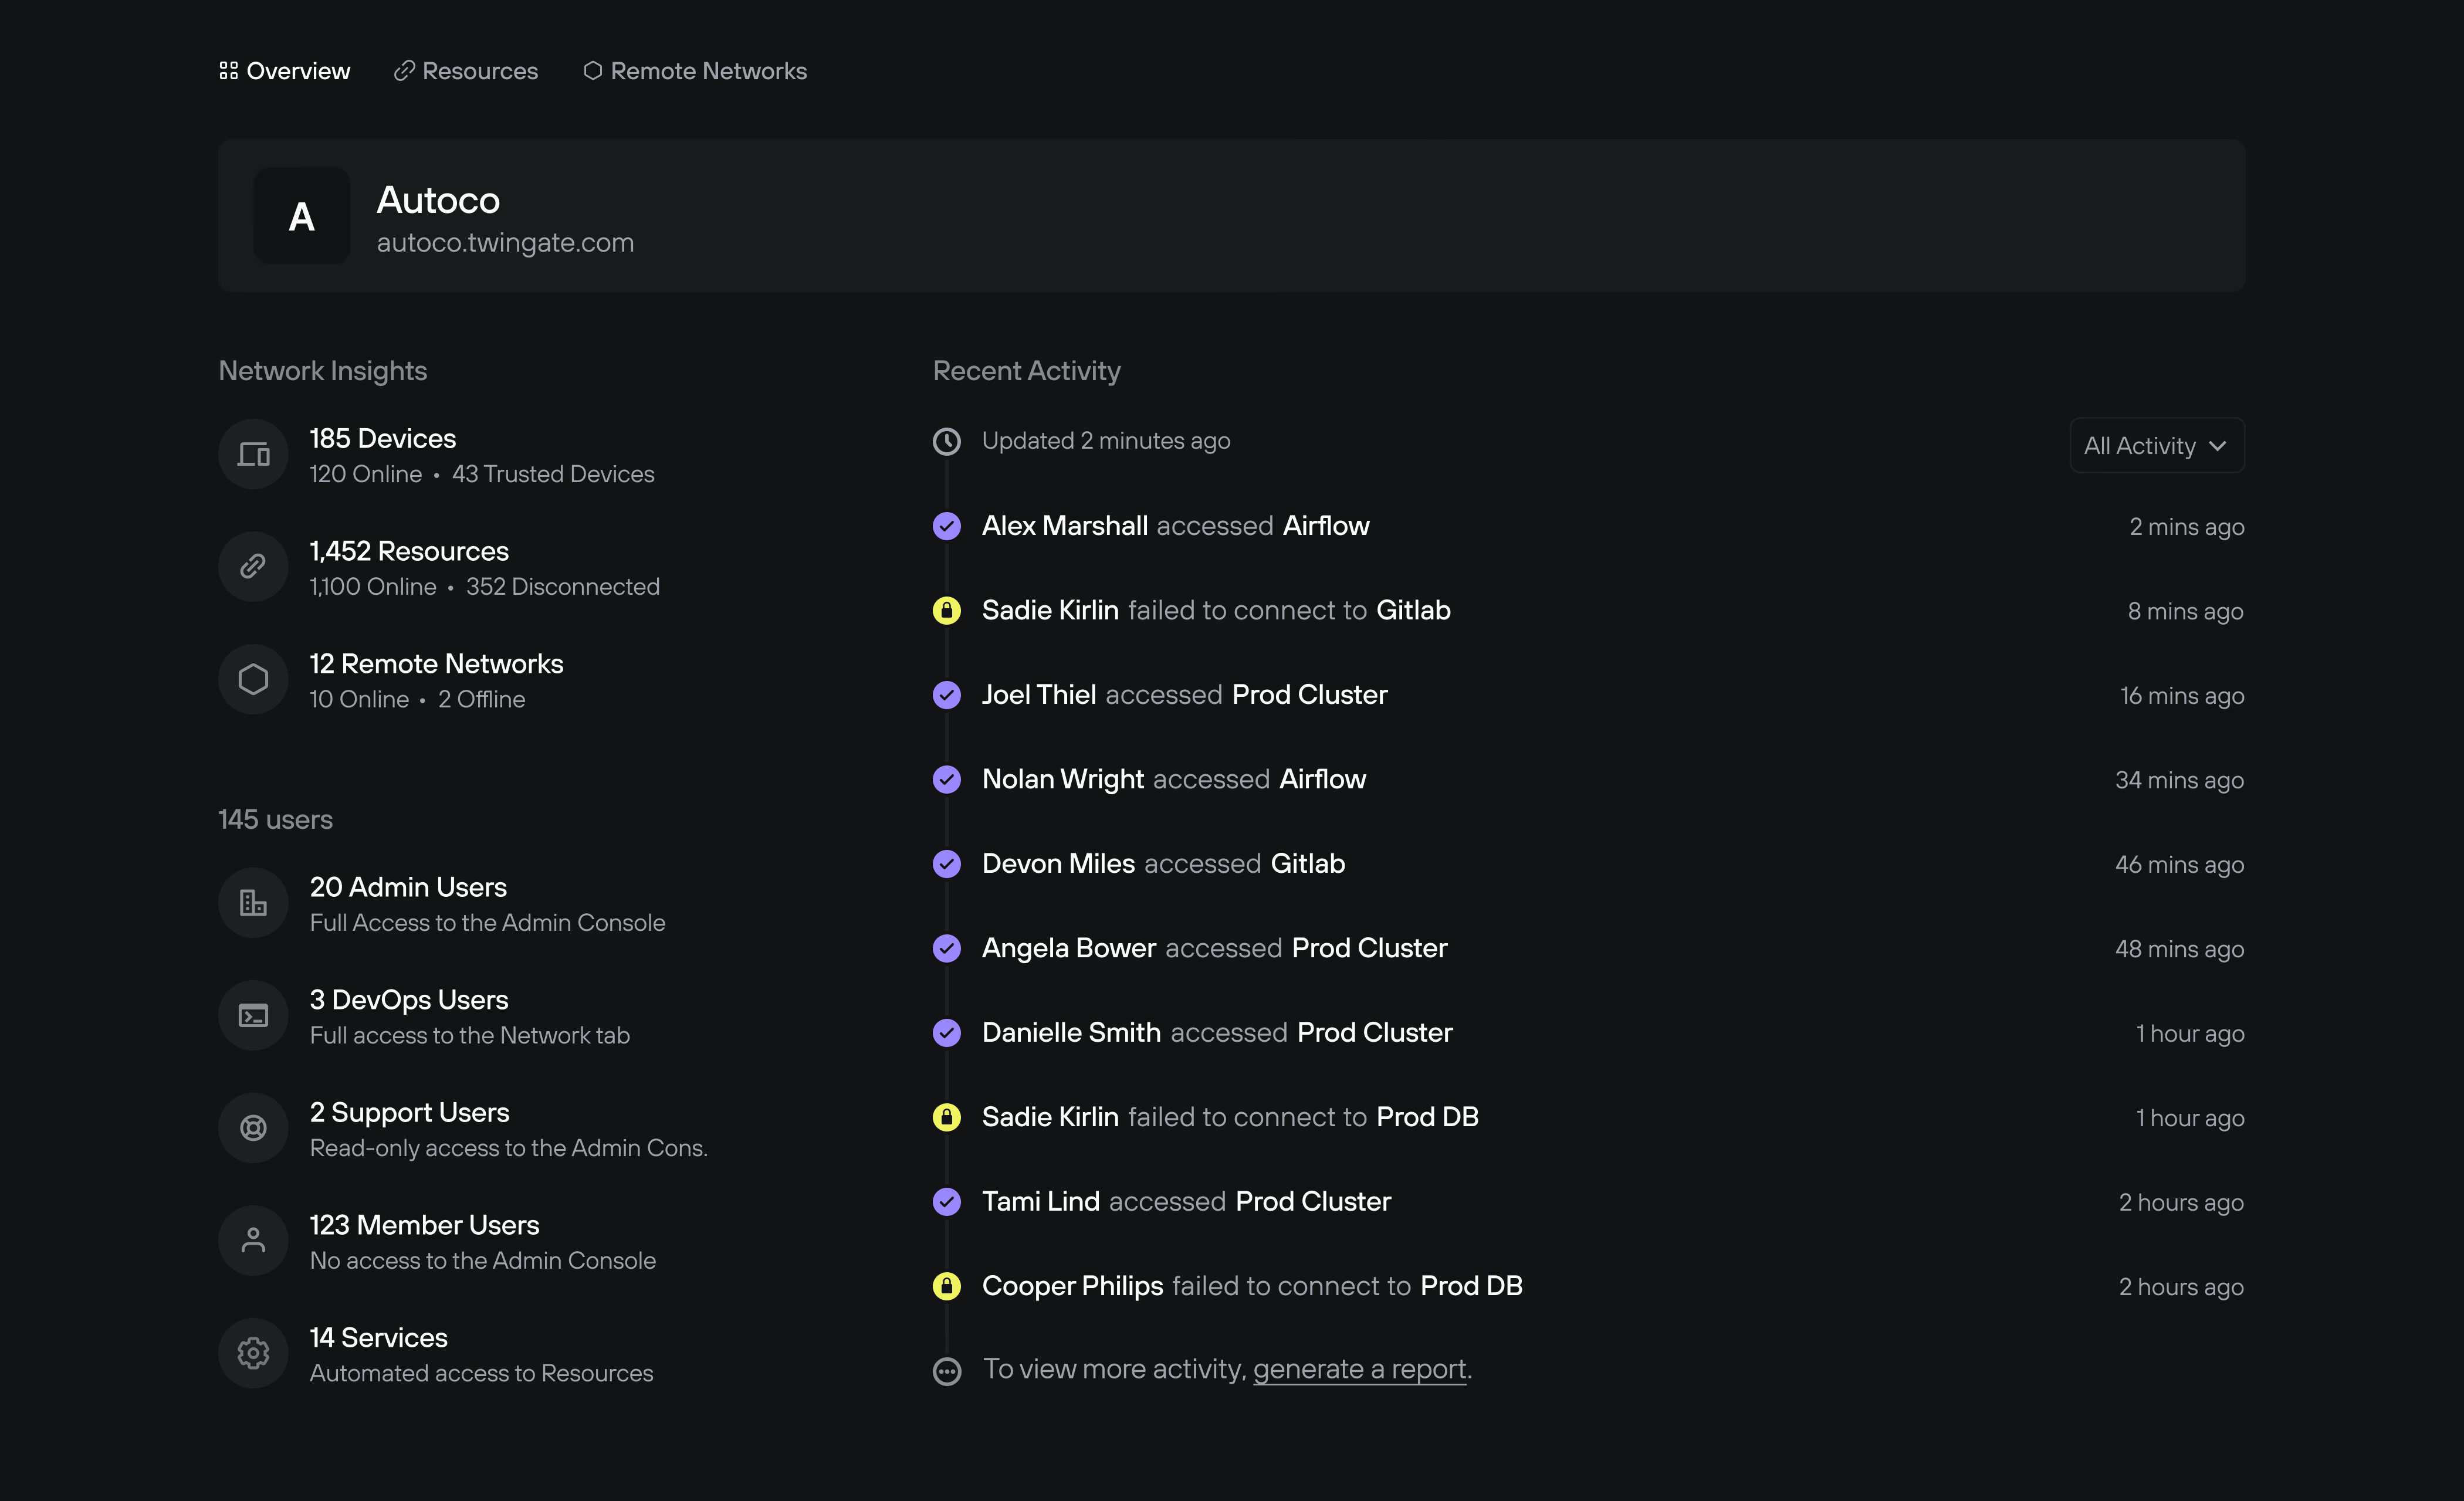 Overview
Resources
Remote Networks
A
Autoco
autoco.twingate.com
Network Insights
185 Devices
120 Online • 43 Trusted Devices
1,452 Resources
1,100 Online • 352 Disconnected
12 Remote Networks
10 Online • 2 Offline
145 users
20 Admin Users
Full Access to the Admin Console
3 DevOps Users
Full access to the Network tab
2 Support Users
Read-only access to the Admin Cons.
123 Member Users
No access to the Admin Console
14 Services
Automated access to Resources
Recent Activity
Updated 2 minutes ago
All Activity
Alex Marshall accessed Airflow 2 mins ago
Sadie Kirlin failed to connect to Gitlab 8 mins ago
Joel Thiel accessed Prod Cluster 16 mins ago
Nolan Wright accessed Airflow 34 mins ago
Devon Miles accessed Gitlab 46 mins ago
Angela Bower accessed Prod Cluster 48 mins ago
Danielle Smith accessed Prod Cluster 1 hour ago
Sadie Kirlin failed to connect to Prod DB 1 hour ago
Tami Lind accessed Prod Cluster 2 hours ago
Cooper Philips failed to connect to Prod DB 2 hours ago
To view more activity, generate a report.